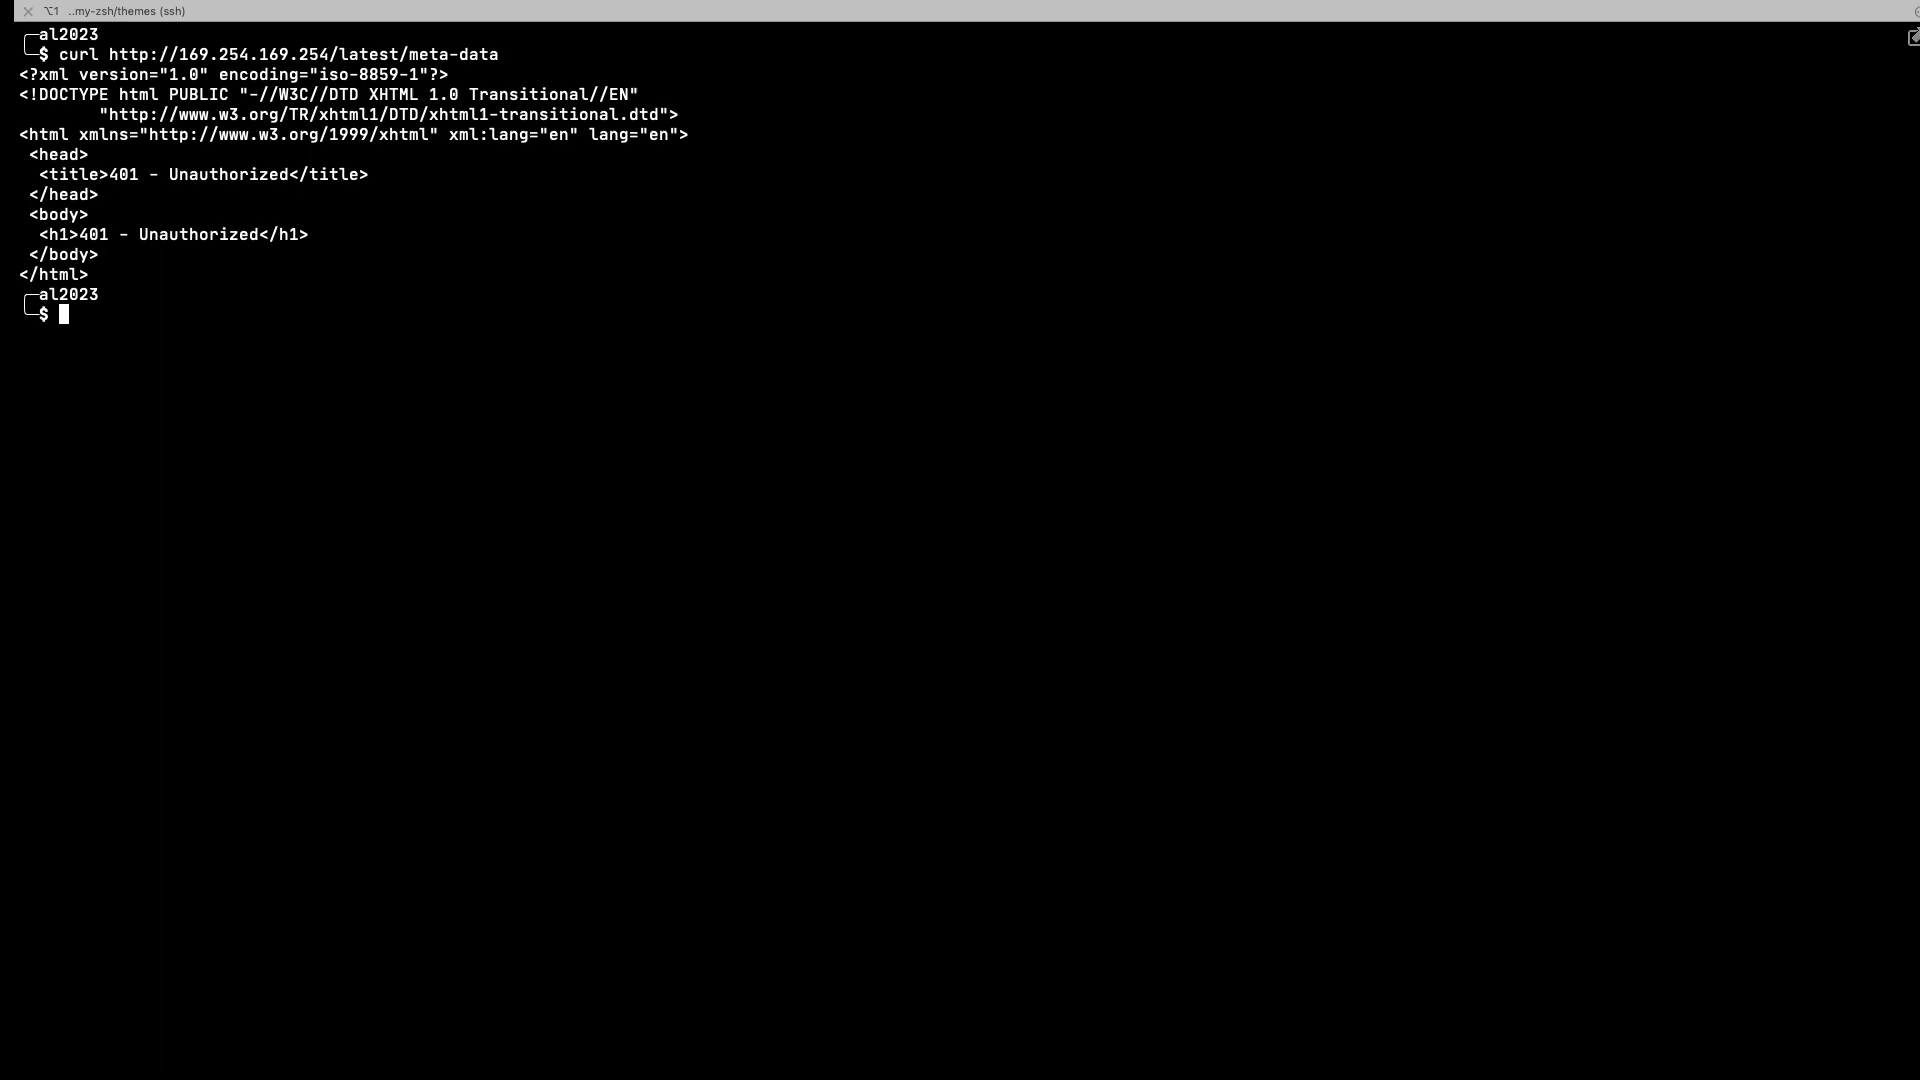 ⌥1 ..my-zsh/themes (ssh)
╭─al2023
╰─$ curl http://169.254.169.254/latest/meta-data
<?xml version="1.0" encoding="iso-8859-1"?>
<!DOCTYPE html PUBLIC "-//W3C//DTD XHTML 1.0 Transitional//EN"
        "http://www.w3.org/TR/xhtml1/DTD/xhtml1-transitional.dtd">
<html xmlns="http://www.w3.org/1999/xhtml" xml:lang="en" lang="en">
 <head>
  <title>401 - Unauthorized</title>
 </head>
 <body>
  <h1>401 - Unauthorized</h1>
 </body>
</html>
╭─al2023
╰─$